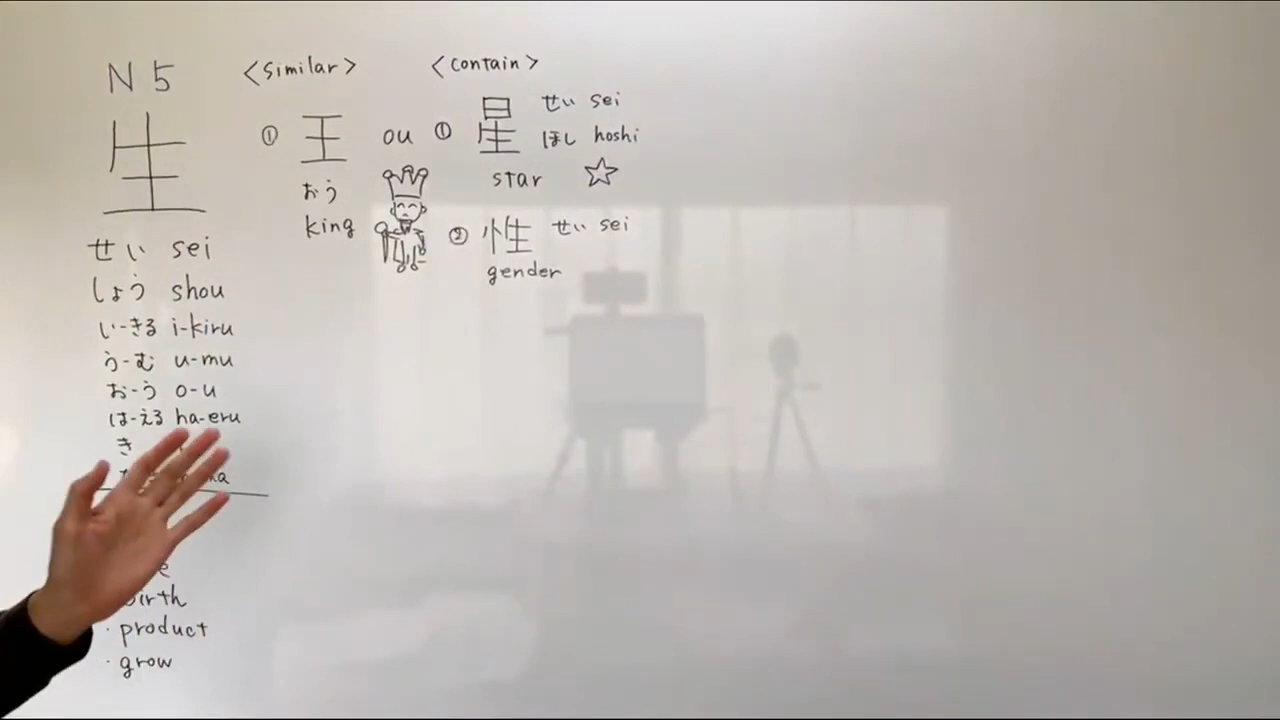 N5
生
せい sei
しょう shou
い-きる i-kiru
う-む u-mu
お-う o-u
は-える ha-eru
き
birth
・product
・grow
<Similar>
① 王 ou
おう
king
<Contain>
① 星 せい sei
ほし hoshi
star
② 性 せい sei
gender